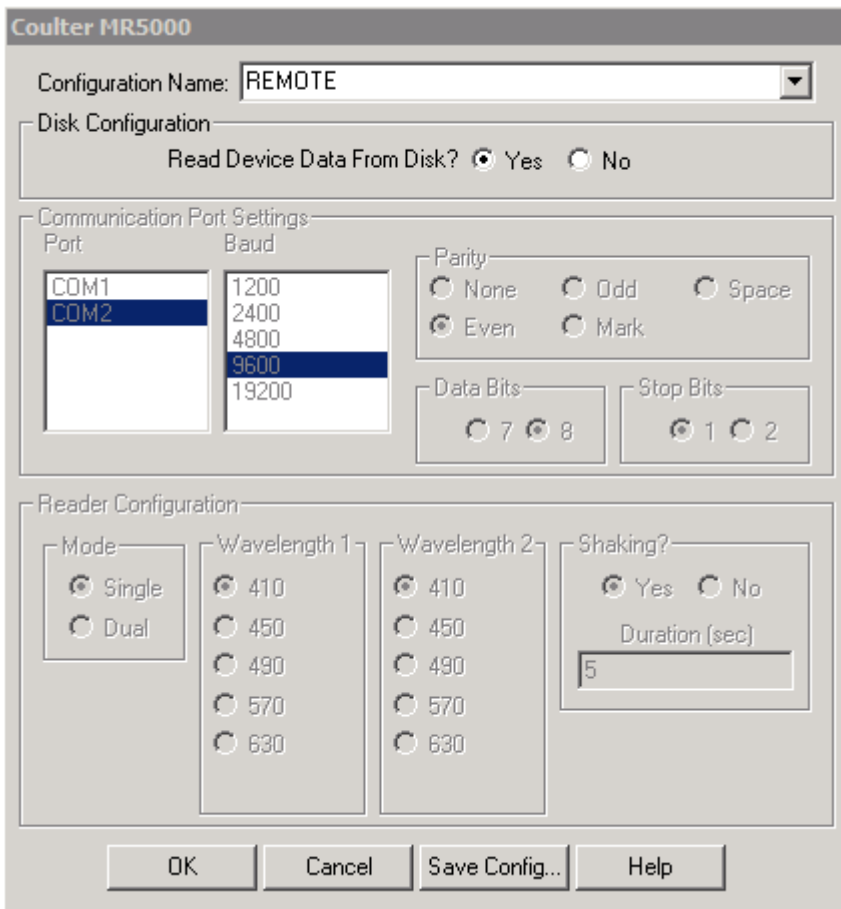 Coulter MR5000
Configuration Name: REMOTE
Disk Configuration
Read Device Data From Disk? Yes No
Communication Port Settings
Port Baud
COM1
COM2
1200
2400
4800
9600
19200
Parity
None Odd Space
Even Mark
Data Bits
7 8
Stop Bits
1 2
Reader Configuration
Mode
Single
Dual
Wavelength 1
410
450
490
570
630
Wavelength 2
410
450
490
570
630
Shaking?
Yes No
Duration (sec)
5
OK Cancel Save Config... Help